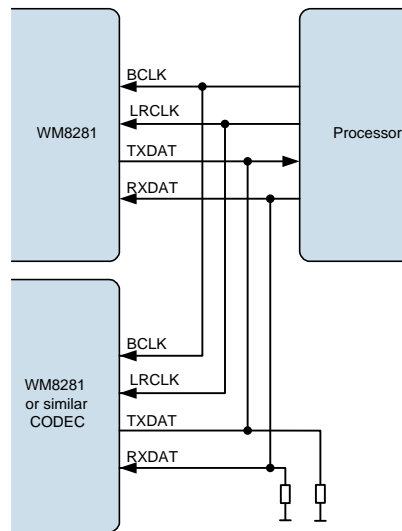 BCLK
LRCLK
WM8281
Processor
TXDAT
RXDAT
BCLK
LRCLK
WM8281
or similar
CODEC
TXDAT
RXDAT